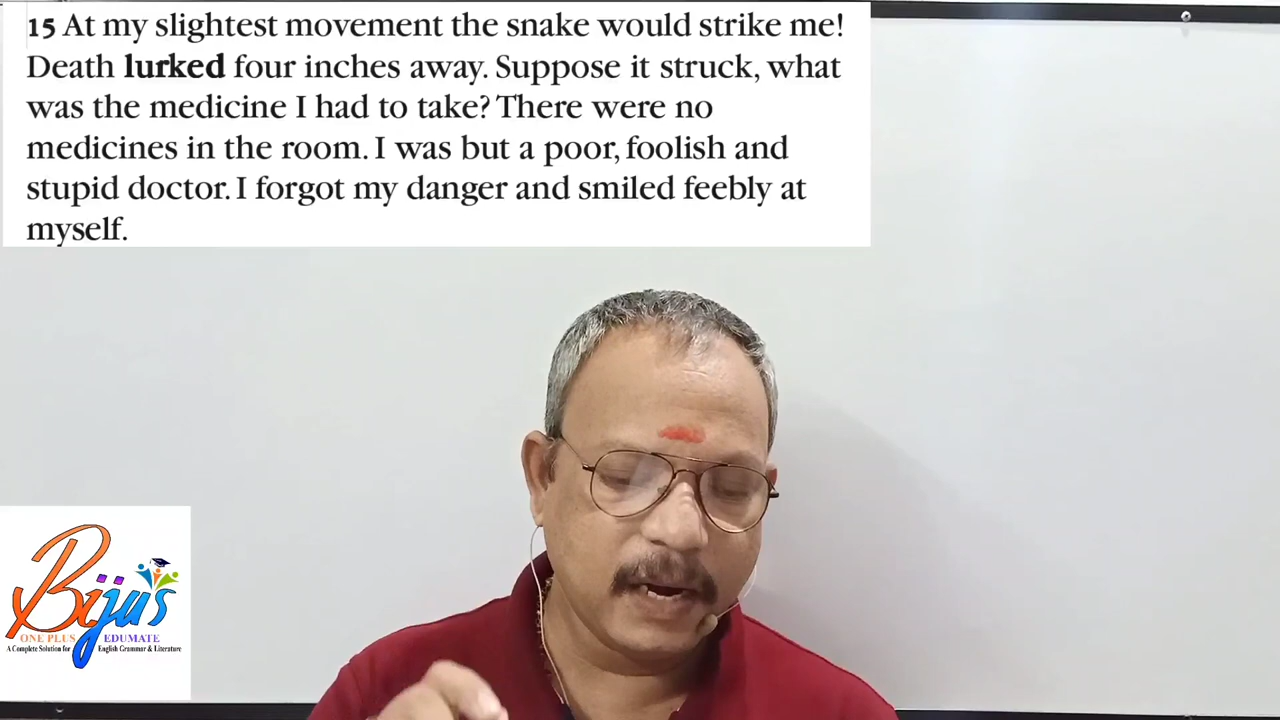 15 At my slightest movement the snake would strike me!
Death lurked four inches away. Suppose it struck, what
was the medicine I had to take? There were no
medicines in the room. I was but a poor, foolish and
stupid doctor. I forgot my danger and smiled feebly at
myself.
Bijus
ONE PLUS EDUMATE
A Complete Solution for English Grammar & Literature